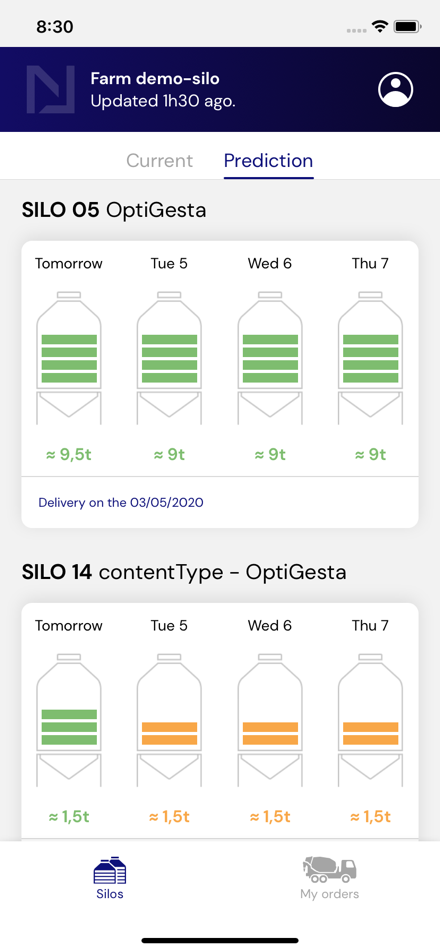 8:30
Farm demo-silo
Updated 1h30 ago.
Current Prediction
SILO 05 OptiGesta
Tomorrow Tue 5 Wed 6 Thu 7
≈ 9,5t ≈ 9t ≈ 9t ≈ 9t
Delivery on the 03/05/2020
SILO 14 contentType - OptiGesta
Tomorrow Tue 5 Wed 6 Thu 7
≈ 1,5t ≈ 1,5t ≈ 1,5t ≈ 1,5t
Silos My orders